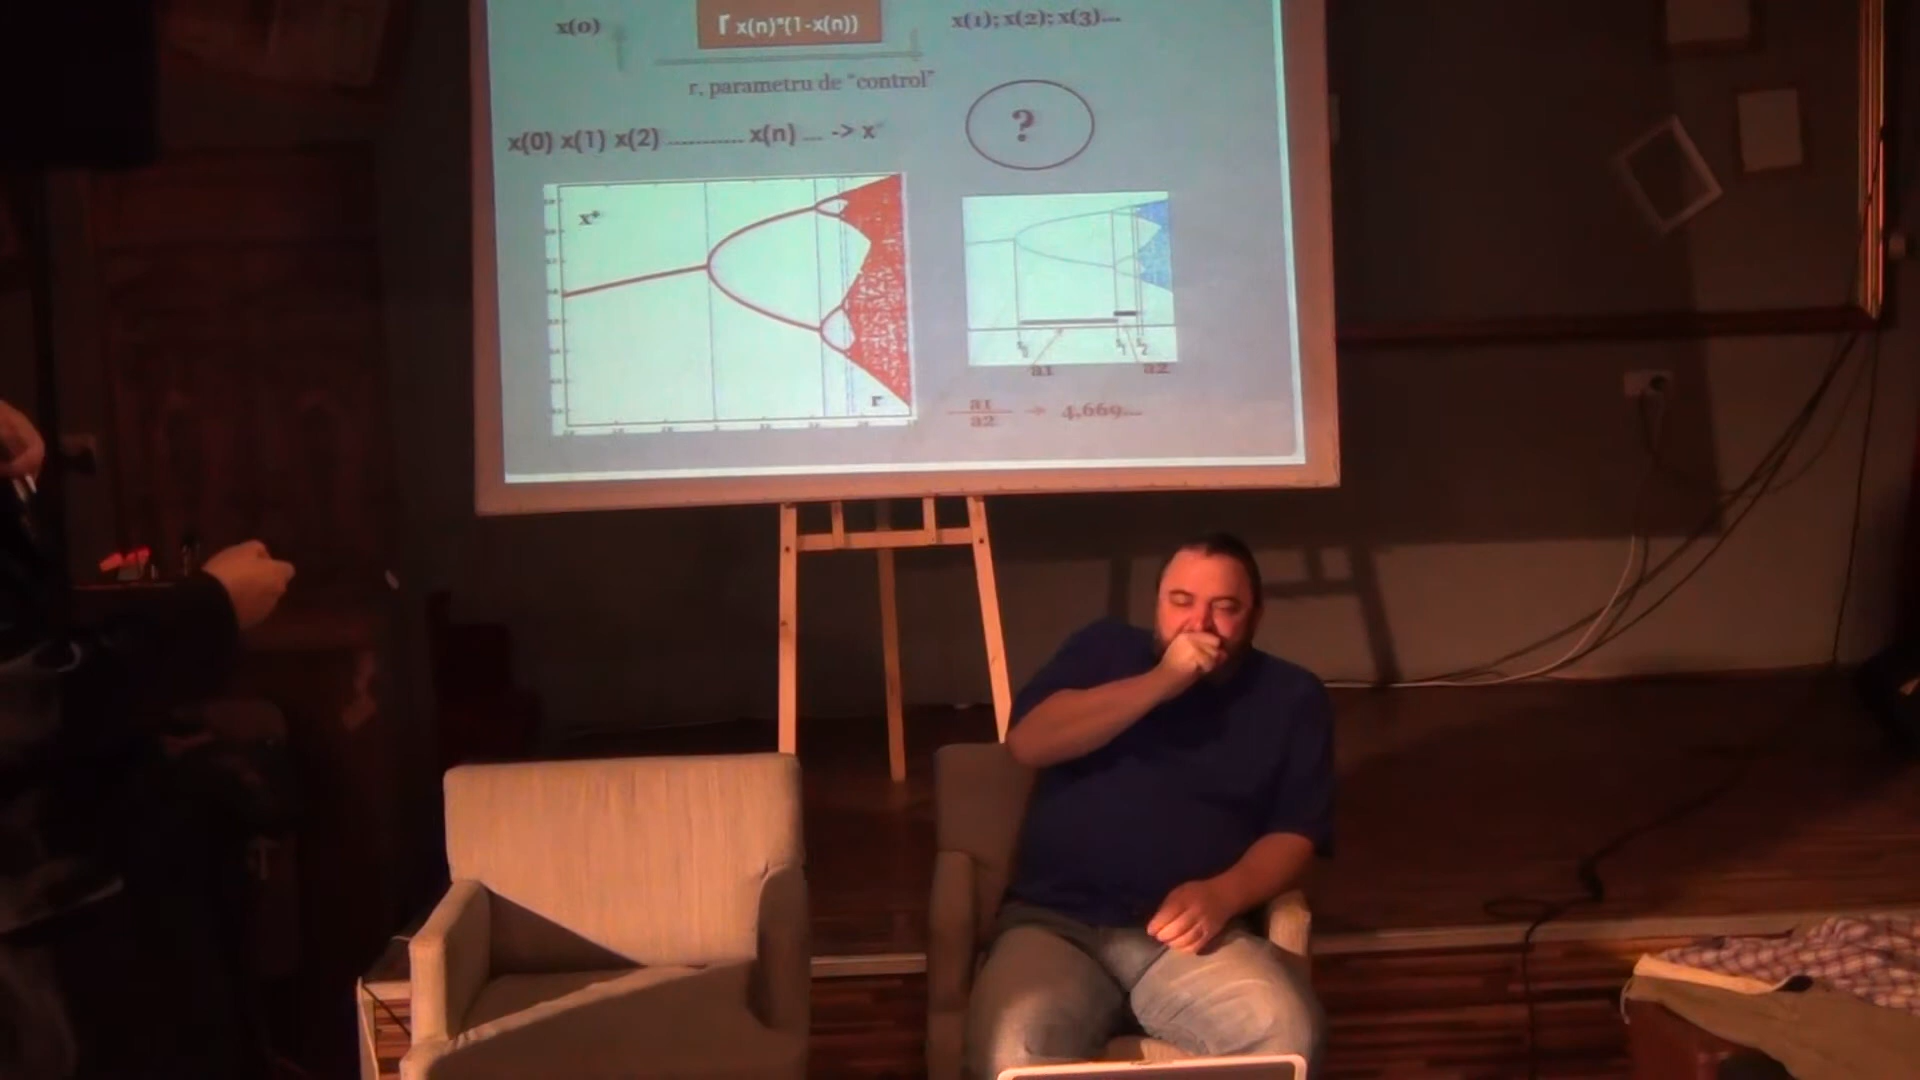 x(0)
r x(n)*(1-x(n))
x(1); x(2); x(3)...
r, parametru de "control"
?
x(0) x(1) x(2) ........... x(n) ... -> x*
x*
r
a1
a2
a1
a2
→ 4,669...